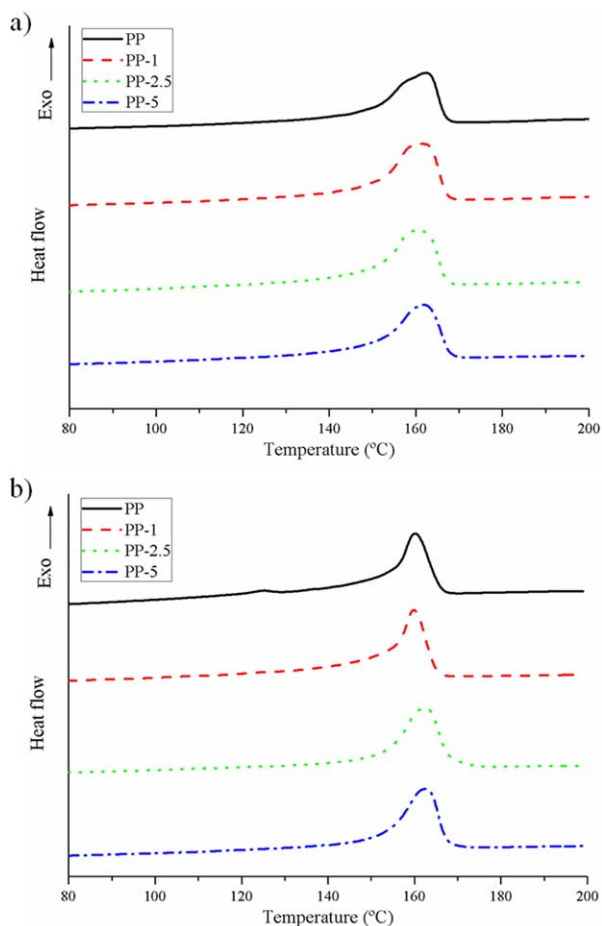 a)
PP
PP-1
PP-2.5
PP-5
Exo
Heat flow
80 100 120 140 160 180 200
Temperature (ºC)
b)
PP
PP-1
PP-2.5
PP-5
Exo
Heat flow
80 100 120 140 160 180 200
Temperature (ºC)